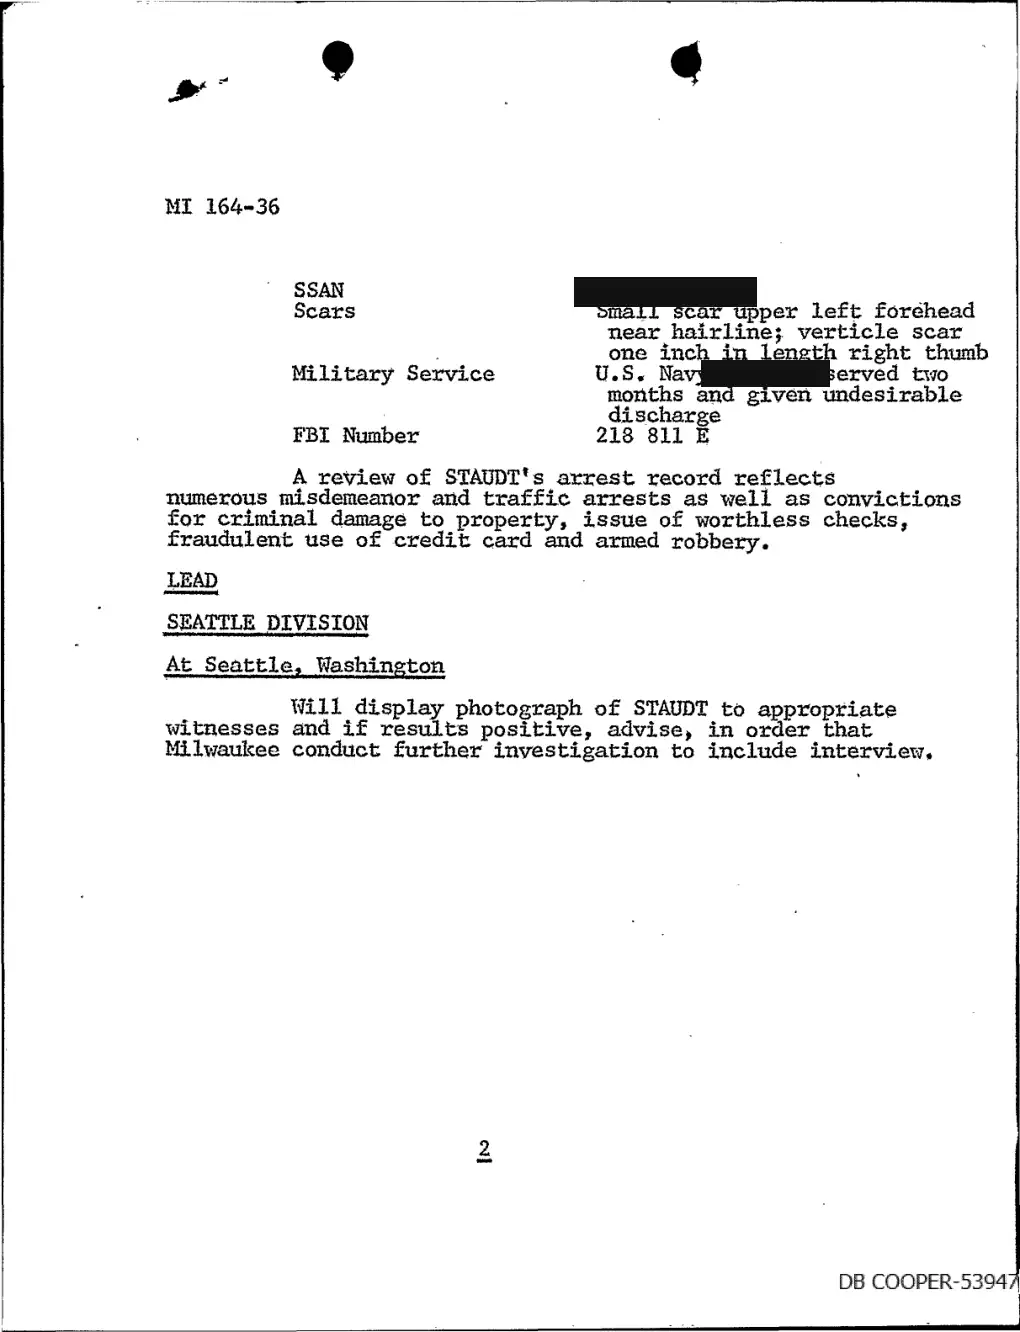 MI 164-36
SSAN
Scars Small scar upper left forehead
near hairline; verticle scar
one inch in length right thumb
Military Service U.S. Navy served two
months and given undesirable
discharge
FBI Number 218 811 E
A review of STAUDT's arrest record reflects
numerous misdemeanor and traffic arrests as well as convictions
for criminal damage to property, issue of worthless checks,
fraudulent use of credit card and armed robbery.
LEAD
SEATTLE DIVISION
At Seattle, Washington
Will display photograph of STAUDT to appropriate
witnesses and if results positive, advise, in order that
Milwaukee conduct further investigation to include interview.
2
DB COOPER-53947